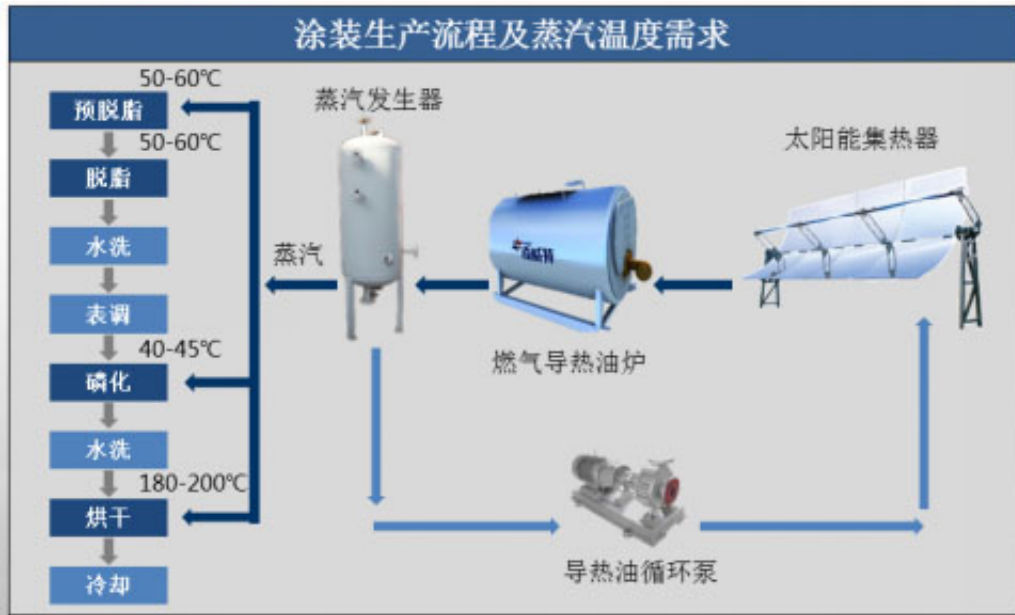 涂装生产流程及蒸汽温度需求
50-60℃
预脱脂
50-60℃
脱脂
水洗
表调
40-45℃
磷化
水洗
180-200℃
烘干
冷却
蒸汽
蒸汽发生器
燃气导热油炉
太阳能集热器
导热油循环泵